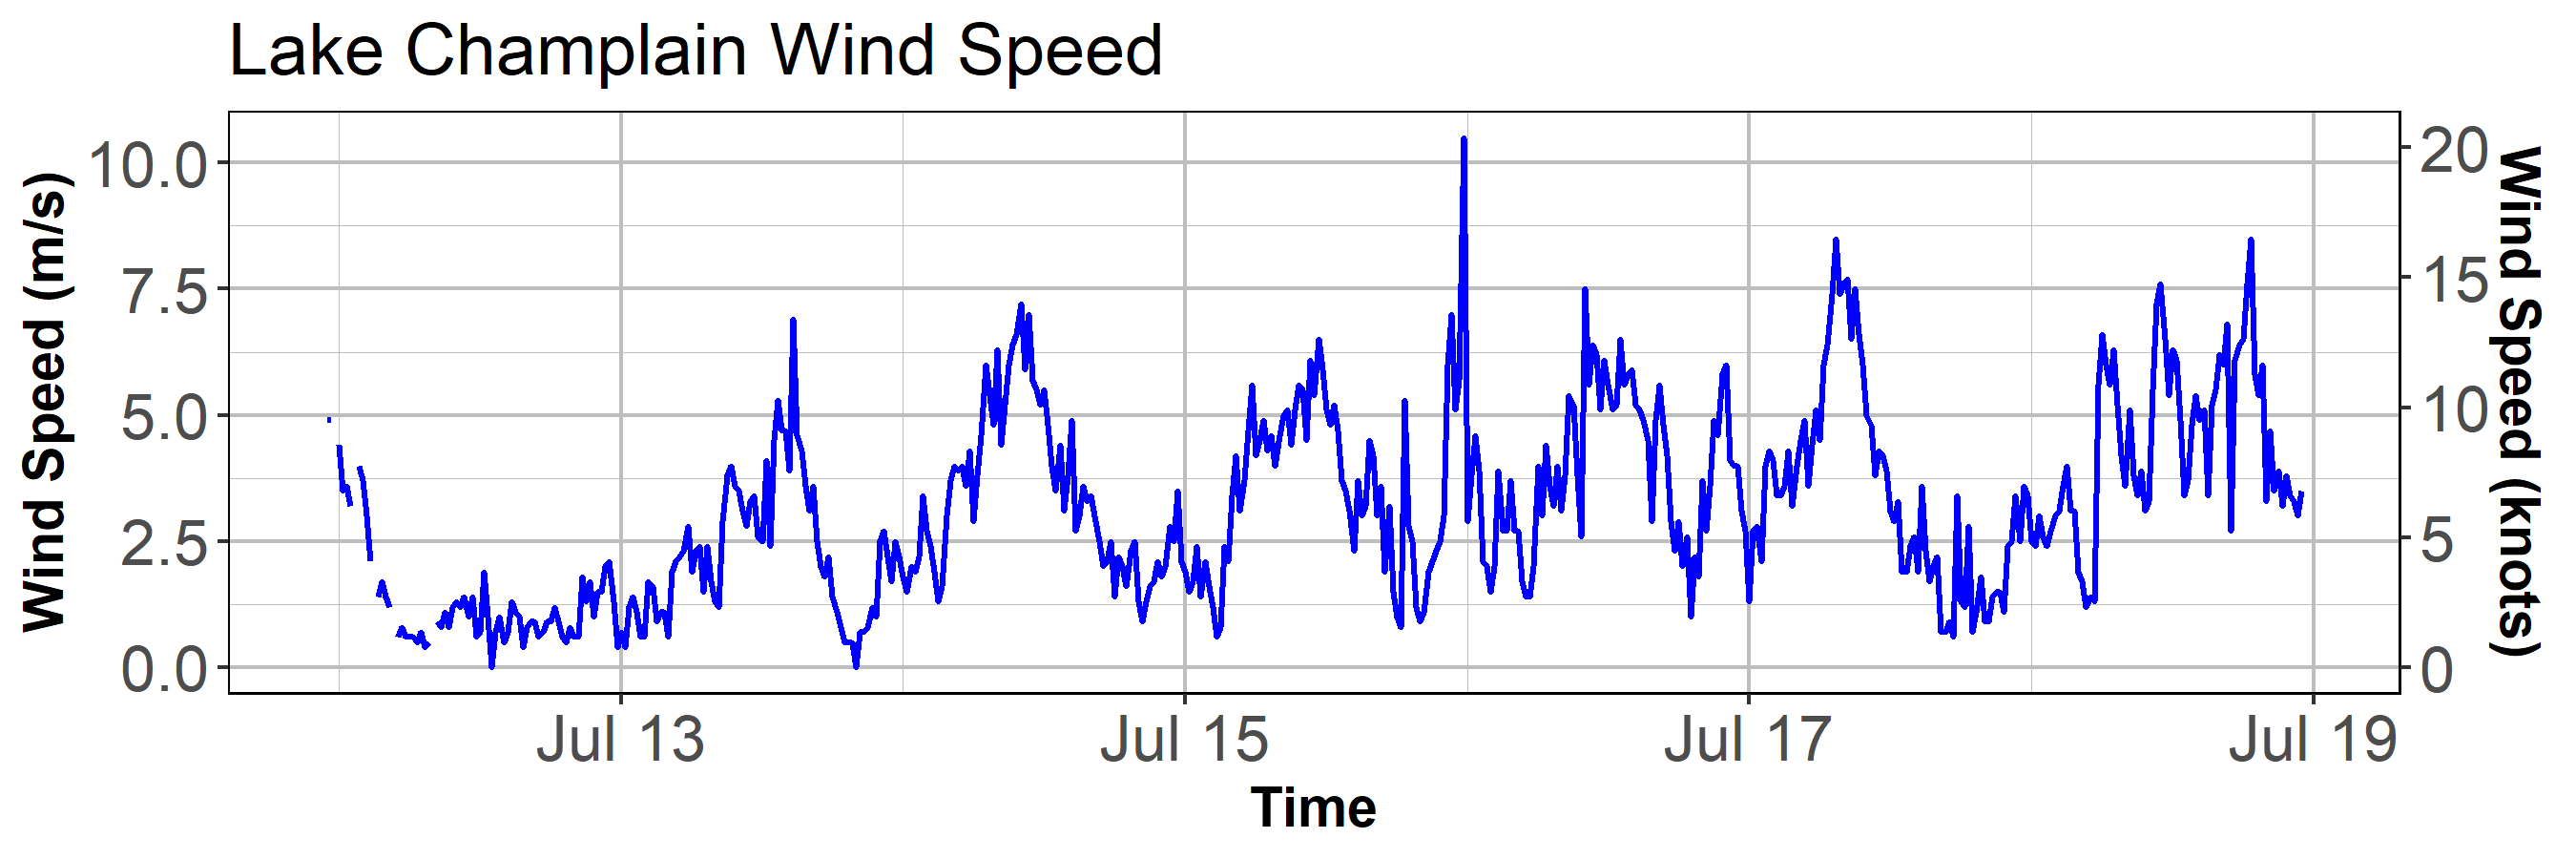 Lake Champlain Wind Speed
Wind Speed (m/s)
10.0
7.5
5.0
2.5
0.0
20
15
10
5
0
Wind Speed (knots)
Jul 13 Jul 15 Jul 17 Jul 19
Time